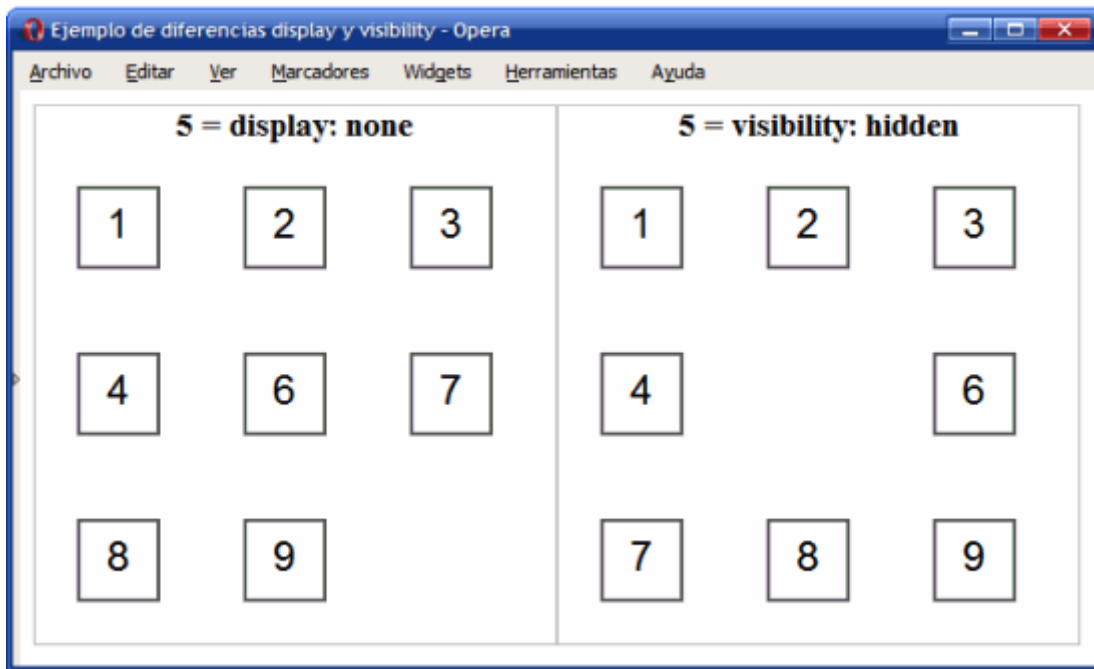 Ejemplo de diferencias display y visibility - Opera
Archivo Editar Ver Marcadores Widgets Herramientas Ayuda
5 = display: none
1 2 3
4 6 7
8 9
5 = visibility: hidden
1 2 3
4 6
7 8 9